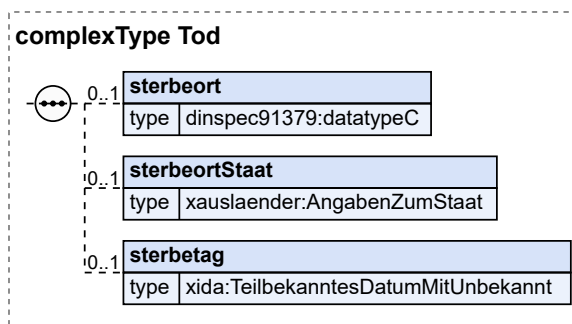 complexType Tod
0..1 sterbeort
type dinspec91379:datatypeC
0..1 sterbeortStaat
type xauslaender:AngabenZumStaat
0..1 sterbetag
type xida:TeilbekanntesDatumMitUnbekannt